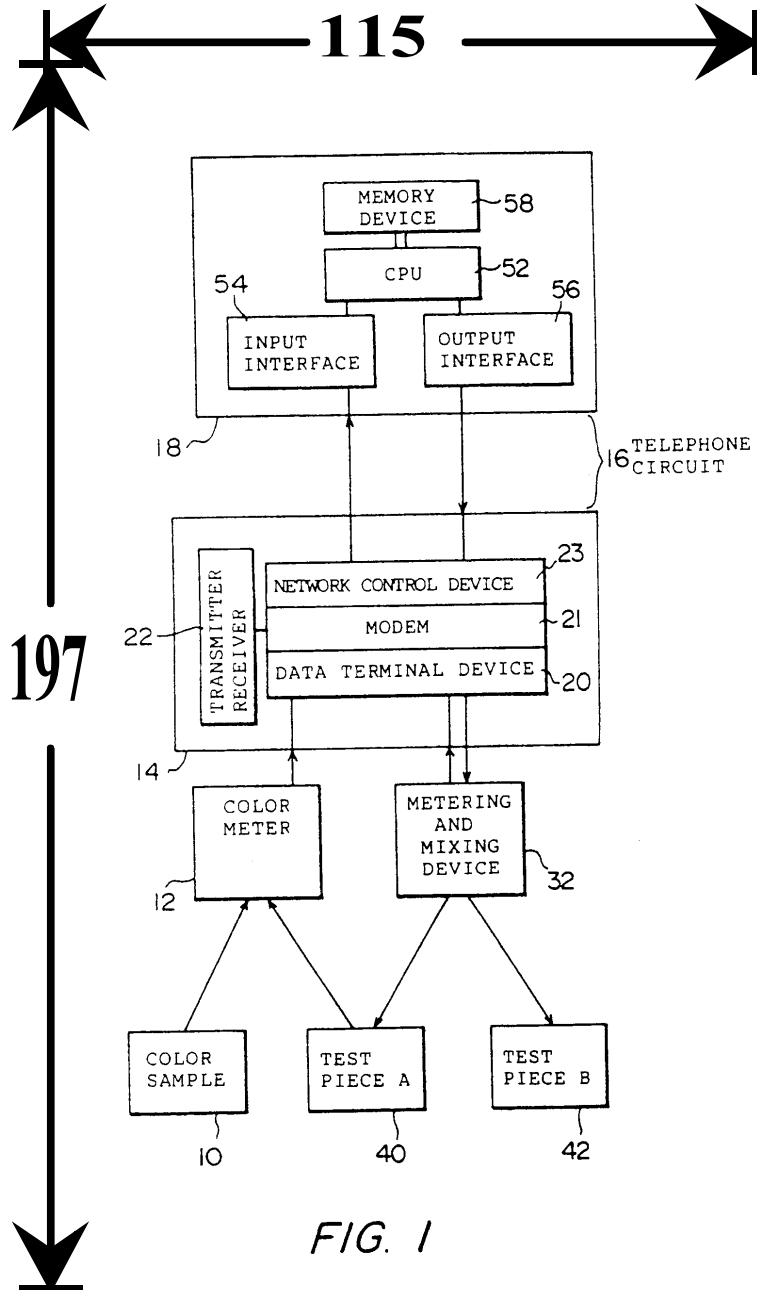 115
197
MEMORY
DEVICE
58
CPU
52
54
56
INPUT
INTERFACE
OUTPUT
INTERFACE
18
16 TELEPHONE
CIRCUIT
23
NETWORK CONTROL DEVICE
22
TRANSMITTER
RECEIVER
MODEM
21
DATA TERMINAL DEVICE
20
14
COLOR
METER
12
METERING
AND
MIXING
DEVICE
32
COLOR
SAMPLE
10
TEST
PIECE A
40
TEST
PIECE B
42
FIG. 1